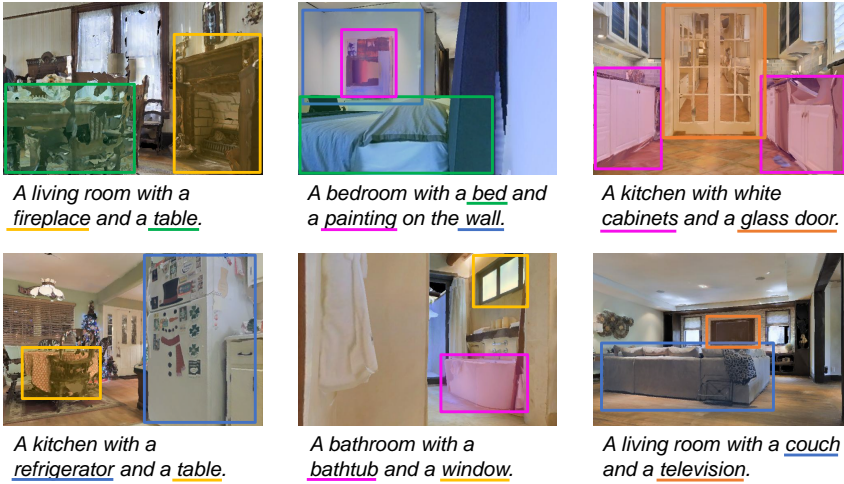 A living room with a
fireplace and a table.
A bedroom with a bed and
a painting on the wall.
A kitchen with white
cabinets and a glass door.
A kitchen with a
refrigerator and a table.
A bathroom with a
bathtub and a window.
A living room with a couch
and a television.